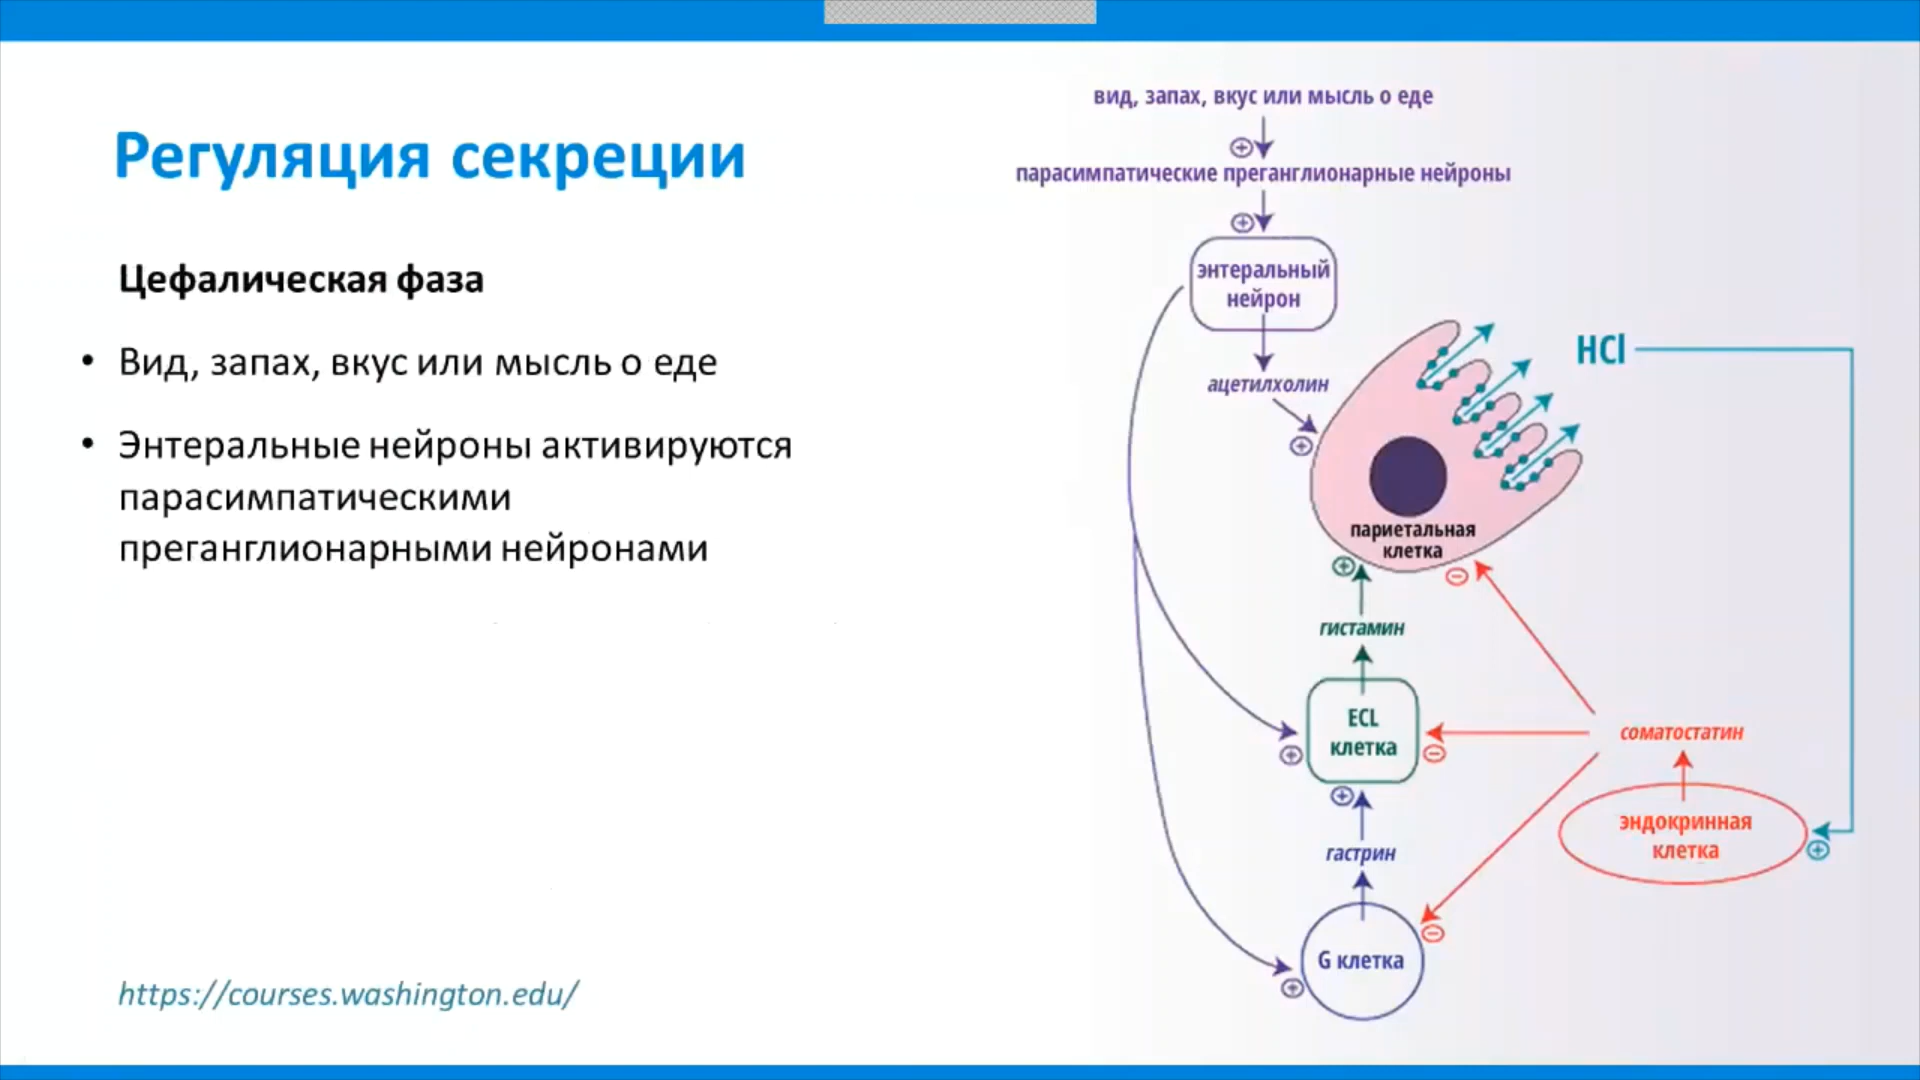 Регуляция секреции
Цефалическая фаза
• Вид, запах, вкус или мысль о еде
• Энтеральные нейроны активируются
парасимпатическими
преганглионарными нейронами
https://courses.washington.edu/
вид, запах, вкус или мысль о еде
парасимпатические преганглионарные нейроны
энтеральный
нейрон
ацетилхолин
HCl
париетальная
клетка
гистамин
ECL
клетка
соматостатин
эндокринная
клетка
гастрин
G клетка